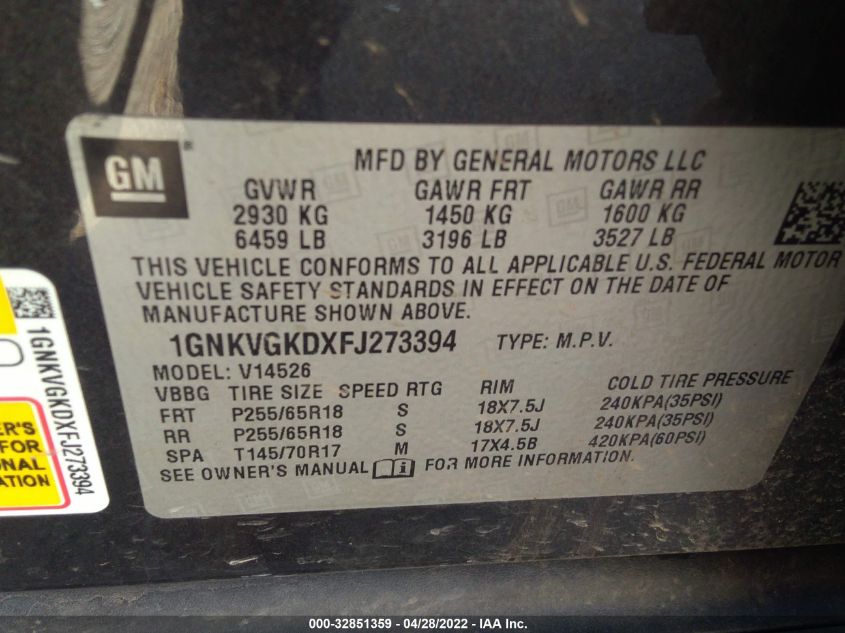 GM ®
MFD BY GENERAL MOTORS LLC
GVWR GAWR FRT GAWR RR
2930 KG 1450 KG 1600 KG
6459 LB 3196 LB 3527 LB
THIS VEHICLE CONFORMS TO ALL APPLICABLE U.S. FEDERAL MOTOR
VEHICLE SAFETY STANDARDS IN EFFECT ON THE DATE OF
MANUFACTURE SHOWN ABOVE.
1GNKVGKDXFJ273394 TYPE: M.P.V.
MODEL: V14526
VBBG TIRE SIZE SPEED RTG RIM COLD TIRE PRESSURE
FRT P255/65R18 S 18X7.5J 240KPA(35PSI)
RR P255/65R18 S 18X7.5J 240KPA(35PSI)
SPA T145/70R17 M 17X4.5B 420KPA(60PSI)
SEE OWNER'S MANUAL FOR MORE INFORMATION.
1GNKVGKDXFJ273394
ER'S
FOR
ONAL
ATION
000-32851359 - 04/28/2022 - IAA Inc.